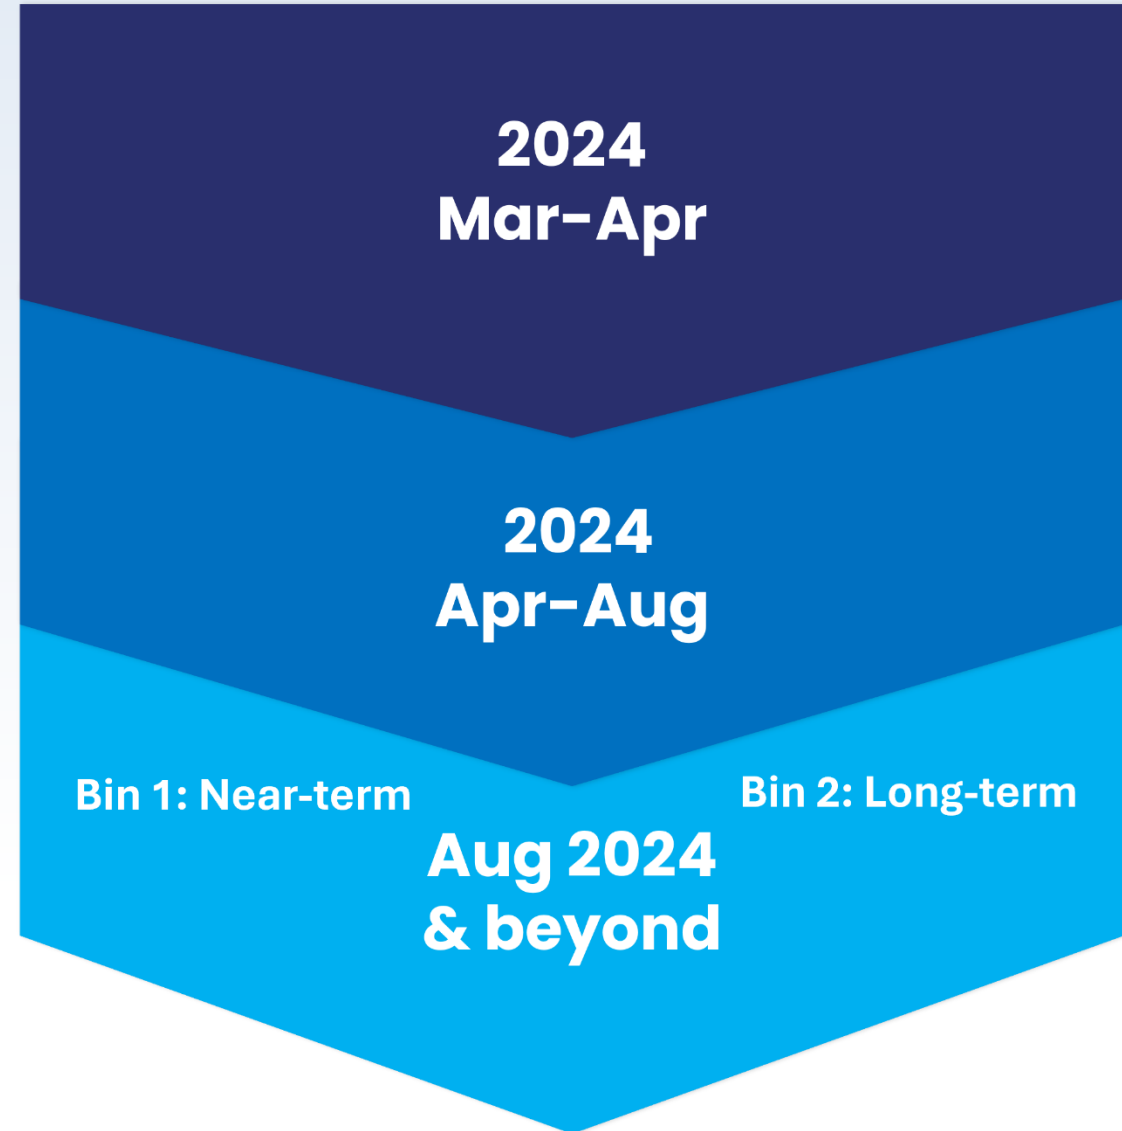 2024
Mar-Apr
2024
Apr-Aug
Bin 1: Near-term
Bin 2: Long-term
Aug 2024
& beyond